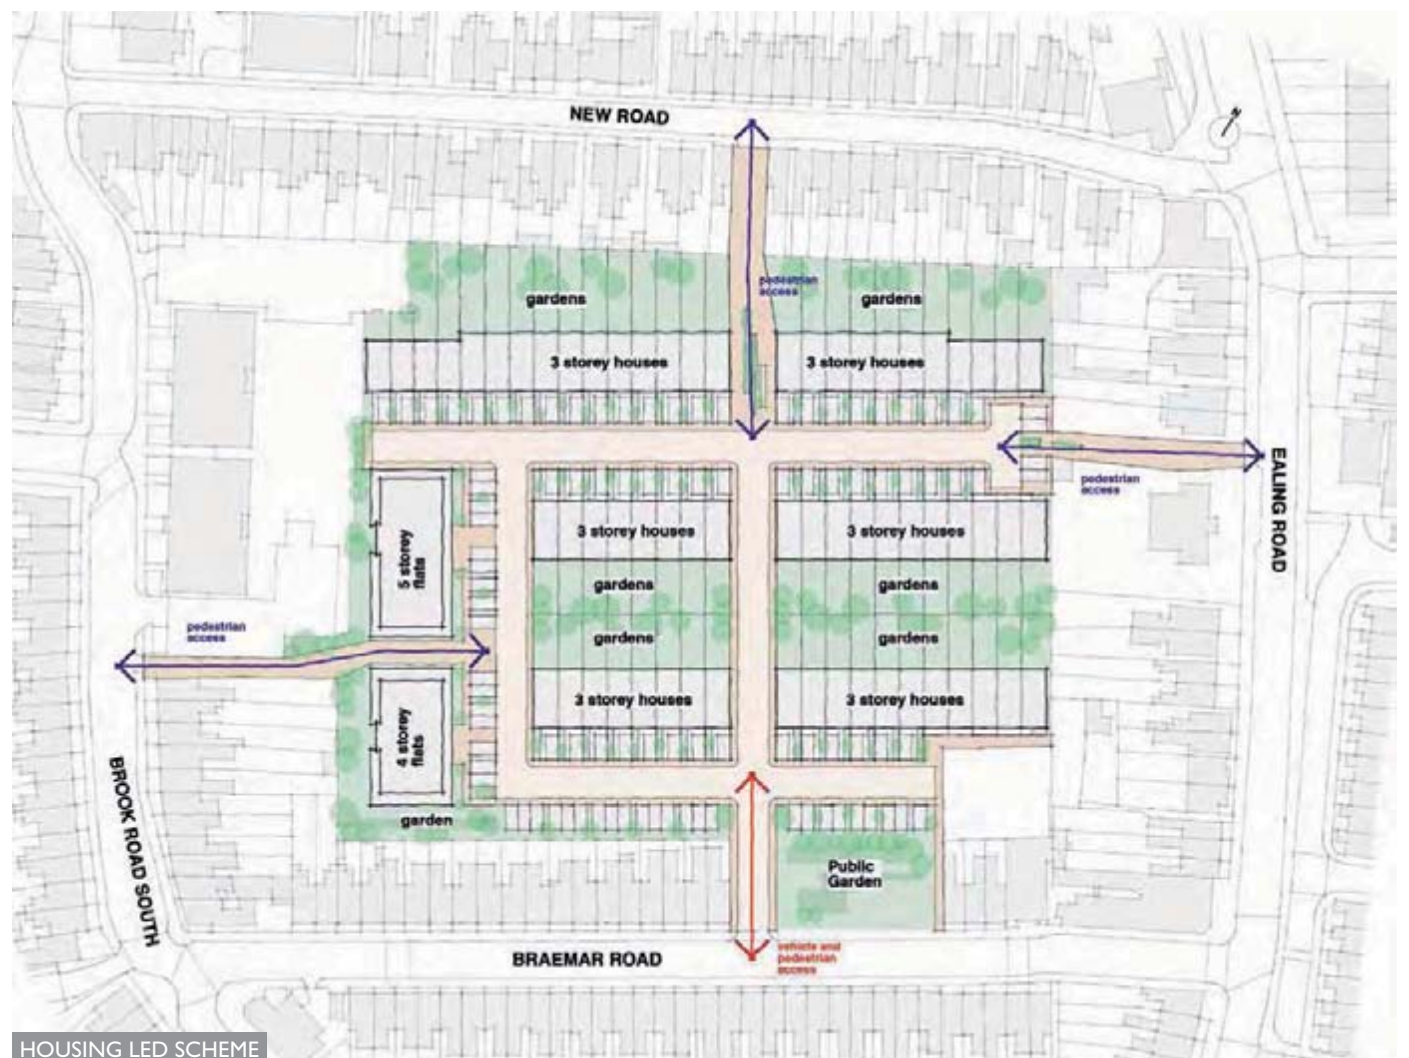 NEW ROAD
N
pedestrian
access
gardens
gardens
3 storey houses
3 storey houses
EALING ROAD
pedestrian
access
3 storey houses
3 storey houses
5 storey
flats
gardens
gardens
gardens
gardens
pedestrian
access
3 storey houses
3 storey houses
4 storey
flats
garden
BROOK ROAD SOUTH
Public
Garden
BRAEMAR ROAD
vehicle and
pedestrian
access
HOUSING LED SCHEME